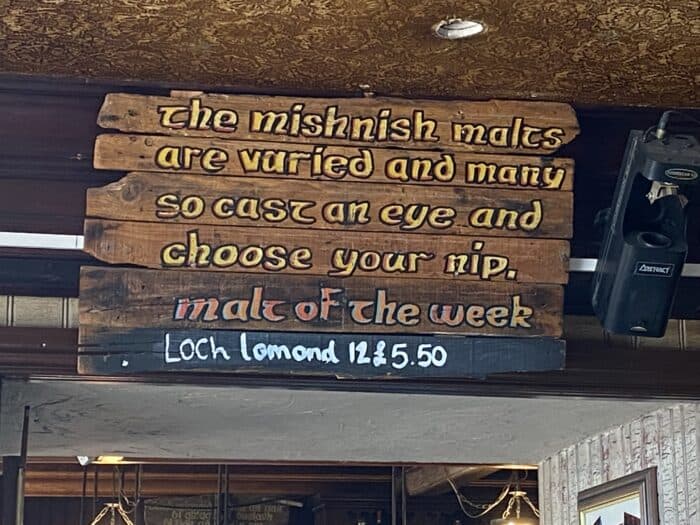 the mishnish malts
are varied and many
so cast an eye and
choose your nip.
malt of the week
Loch lomond 12 £5.50
ABSTRACT